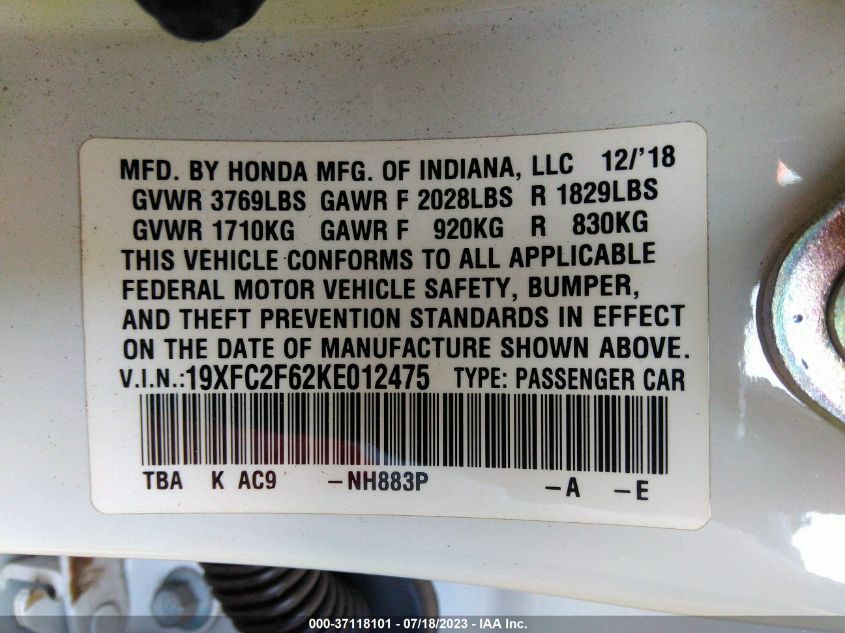 MFD. BY HONDA MFG. OF INDIANA, LLC 12/'18
GVWR 3769LBS GAWR F 2028LBS R 1829LBS
GVWR 1710KG GAWR F 920KG R 830KG
THIS VEHICLE CONFORMS TO ALL APPLICABLE
FEDERAL MOTOR VEHICLE SAFETY, BUMPER,
AND THEFT PREVENTION STANDARDS IN EFFECT
ON THE DATE OF MANUFACTURE SHOWN ABOVE.
V.I.N.:19XFC2F62KE012475 TYPE: PASSENGER CAR
TBA K AC9 -NH883P -A -E
000-37118101 - 07/18/2023 - IAA Inc.